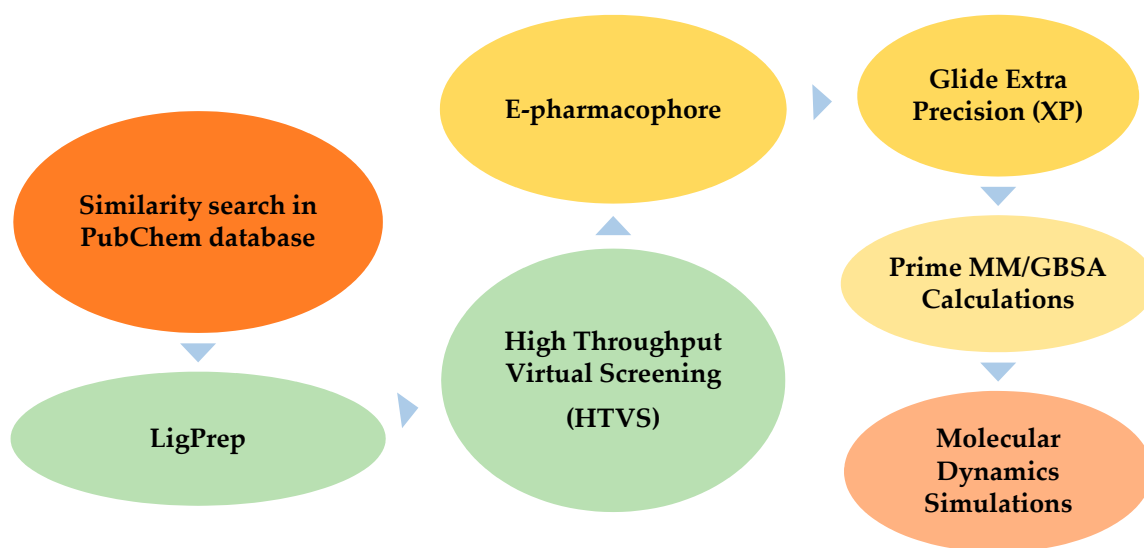 Similarity search in
PubChem database
LigPrep
High Throughput
Virtual Screening
(HTVS)
E-pharmacophore
Glide Extra
Precision (XP)
Prime MM/GBSA
Calculations
Molecular
Dynamics
Simulations